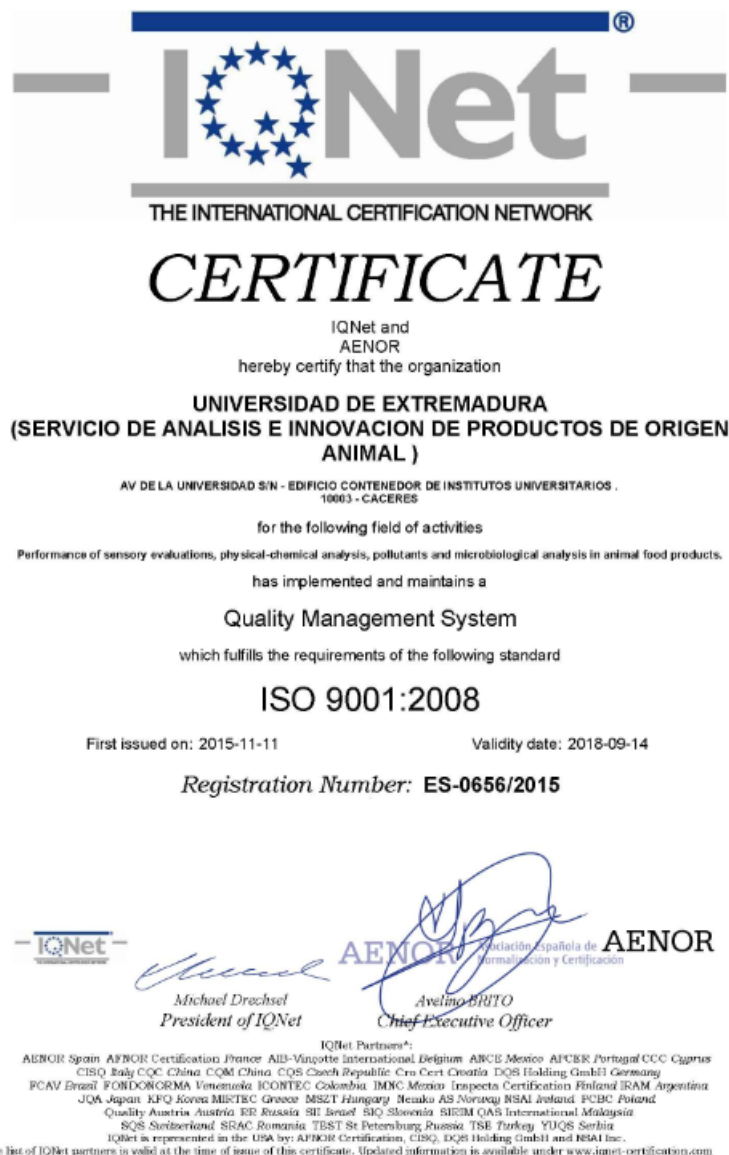 IQNet ®
THE INTERNATIONAL CERTIFICATION NETWORK
CERTIFICATE
IQNet and
AENOR
hereby certify that the organization
UNIVERSIDAD DE EXTREMADURA
(SERVICIO DE ANALISIS E INNOVACION DE PRODUCTOS DE ORIGEN
ANIMAL )
AV DE LA UNIVERSIDAD S/N - EDIFICIO CONTENEDOR DE INSTITUTOS UNIVERSITARIOS .
10003 - CACERES
for the following field of activities
Performance of sensory evaluations, physical-chemical analysis, pollutants and microbiological analysis in animal food products.
has implemented and maintains a
Quality Management System
which fulfills the requirements of the following standard
ISO 9001:2008
First issued on: 2015-11-11 Validity date: 2018-09-14
Registration Number: ES-0656/2015
IQNet
AENOR Asociación Española de Normalización y Certificación AENOR
Michael Drechsel Avelino BRITO
President of IQNet Chief Executive Officer
IQNet Partners*:
AENOR Spain AFNOR Certification France AIB-Vinçotte International Belgium ANCE Mexico APCER Portugal CCC Cyprus
CISQ Italy CQC China CQM China CQS Czech Republic Cro Cert Croatia DQS Holding GmbH Germany
FCAV Brazil FONDONORMA Venezuela ICONTEC Colombia IMNC Mexico Inspecta Certification Finland IRAM Argentina
JQA Japan KFQ Korea MIRTEC Greece MSZT Hungary Nemko AS Norway NSAI Ireland PCBC Poland
Quality Austria Austria RR Russia SII Israel SIQ Slovenia SIRIM QAS International Malaysia
SQS Switzerland SRAC Romania TEST St Petersburg Russia TSE Turkey YUQS Serbia
IQNet is represented in the USA by: AFNOR Certification, CISQ, DQS Holding GmbH and NSAI Inc.
list of IQNet partners is valid at the time of issue of this certificate. Updated information is available under www.iqnet-certification.com